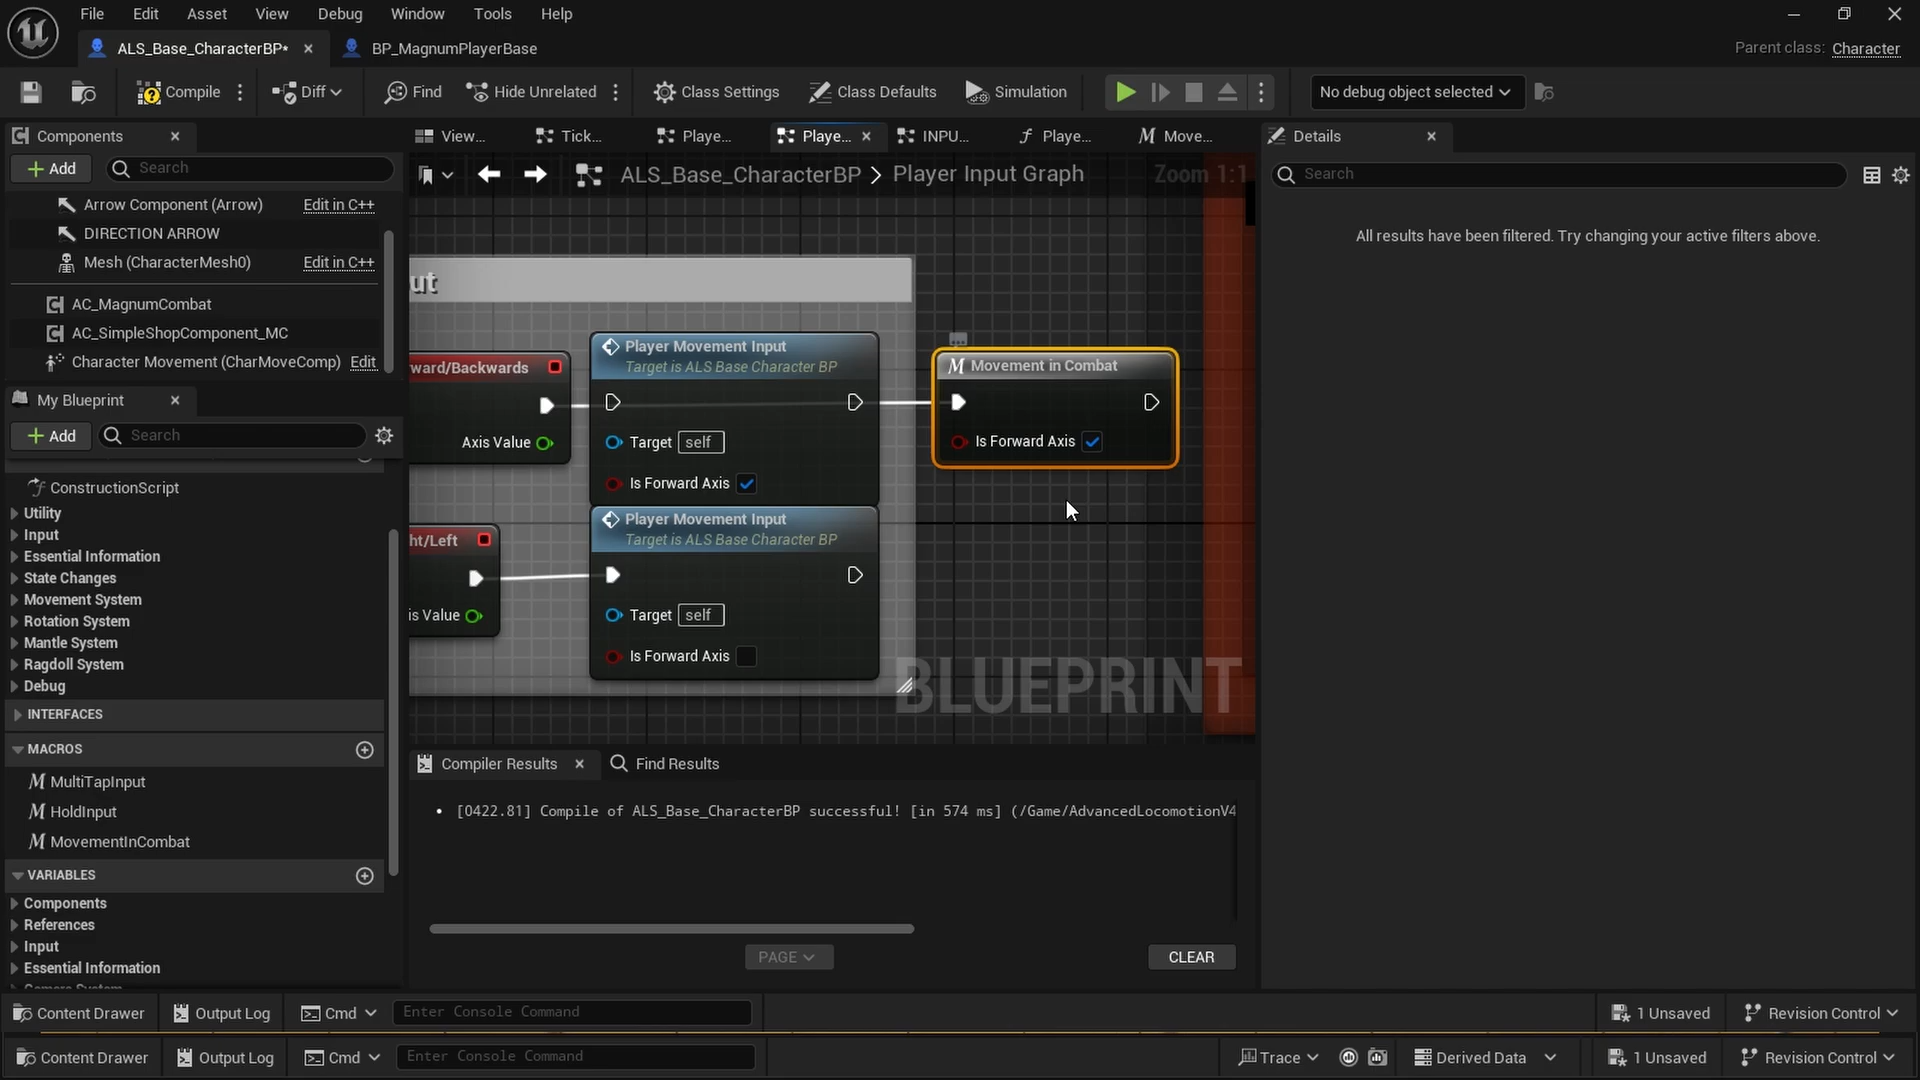 File Edit Asset View Debug Window Tools Help
ALS_Base_CharacterBP*
BP_MagnumPlayerBase
Parent class: Character
Compile
Diff
Find
Hide Unrelated
Class Settings
Class Defaults
Simulation
No debug object selected
Components
Add
Search
Arrow Component (Arrow) Edit in C++
DIRECTION ARROW
Mesh (CharacterMesh0) Edit in C++
AC_MagnumCombat
AC_SimpleShopComponent_MC
Character Movement (CharMoveComp) Edit
My Blueprint
Add
Search
ConstructionScript
Utility
Input
Essential Information
State Changes
Movement System
Rotation System
Mantle System
Ragdoll System
Debug
INTERFACES
MACROS
MultiTapInput
HoldInput
MovementInCombat
VARIABLES
Components
References
Input
Essential Information
View... Tick... Playe... Playe... INPU... Playe... Move...
ALS_Base_CharacterBP > Player Input Graph
Zoom 1:1
ut
ward/Backwards
Axis Value
Player Movement Input
Target is ALS Base Character BP
Target self
Is Forward Axis
Movement in Combat
Is Forward Axis
ht/Left
is Value
Player Movement Input
Target is ALS Base Character BP
Target self
Is Forward Axis
BLUEPRINT
Compiler Results
Find Results
[0422.81] Compile of ALS_Base_CharacterBP successful! [in 574 ms] (/Game/AdvancedLocomotionV4
PAGE
CLEAR
Details
Search
All results have been filtered. Try changing your active filters above.
Content Drawer Output Log Cmd Enter Console Command 1 Unsaved Revision Control
Content Drawer Output Log Cmd Enter Console Command Trace Derived Data 1 Unsaved Revision Control